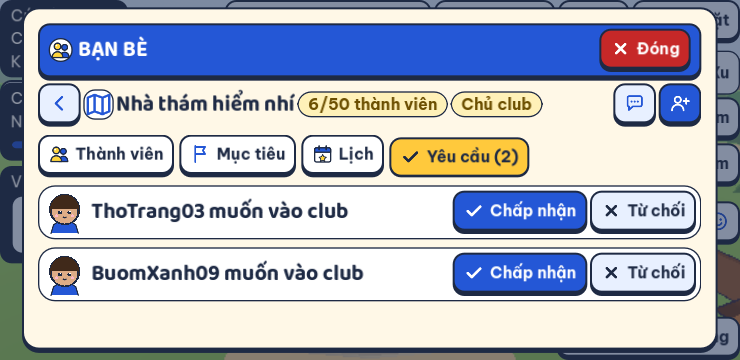 BẠN BÈ
Đóng
Nhà thám hiểm nhí 6/50 thành viên Chủ club
Thành viên Mục tiêu Lịch Yêu cầu (2)
ThoTrang03 muốn vào club Chấp nhận Từ chối
BuomXanh09 muốn vào club Chấp nhận Từ chối